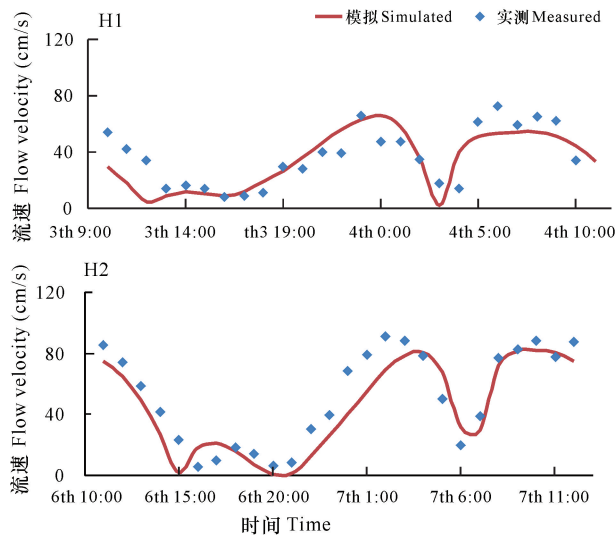 H1
模拟 Simulated 实测 Measured
流速 Flow velocity (cm/s)
120
80
40
0
3th 9:00 3th 14:00 th3 19:00 4th 0:00 4th 5:00 4th 10:00
H2
流速 Flow velocity (cm/s)
120
80
40
0
6th 10:00 6th 15:00 6th 20:00 7th 1:00 7th 6:00 7th 11:00
时间 Time